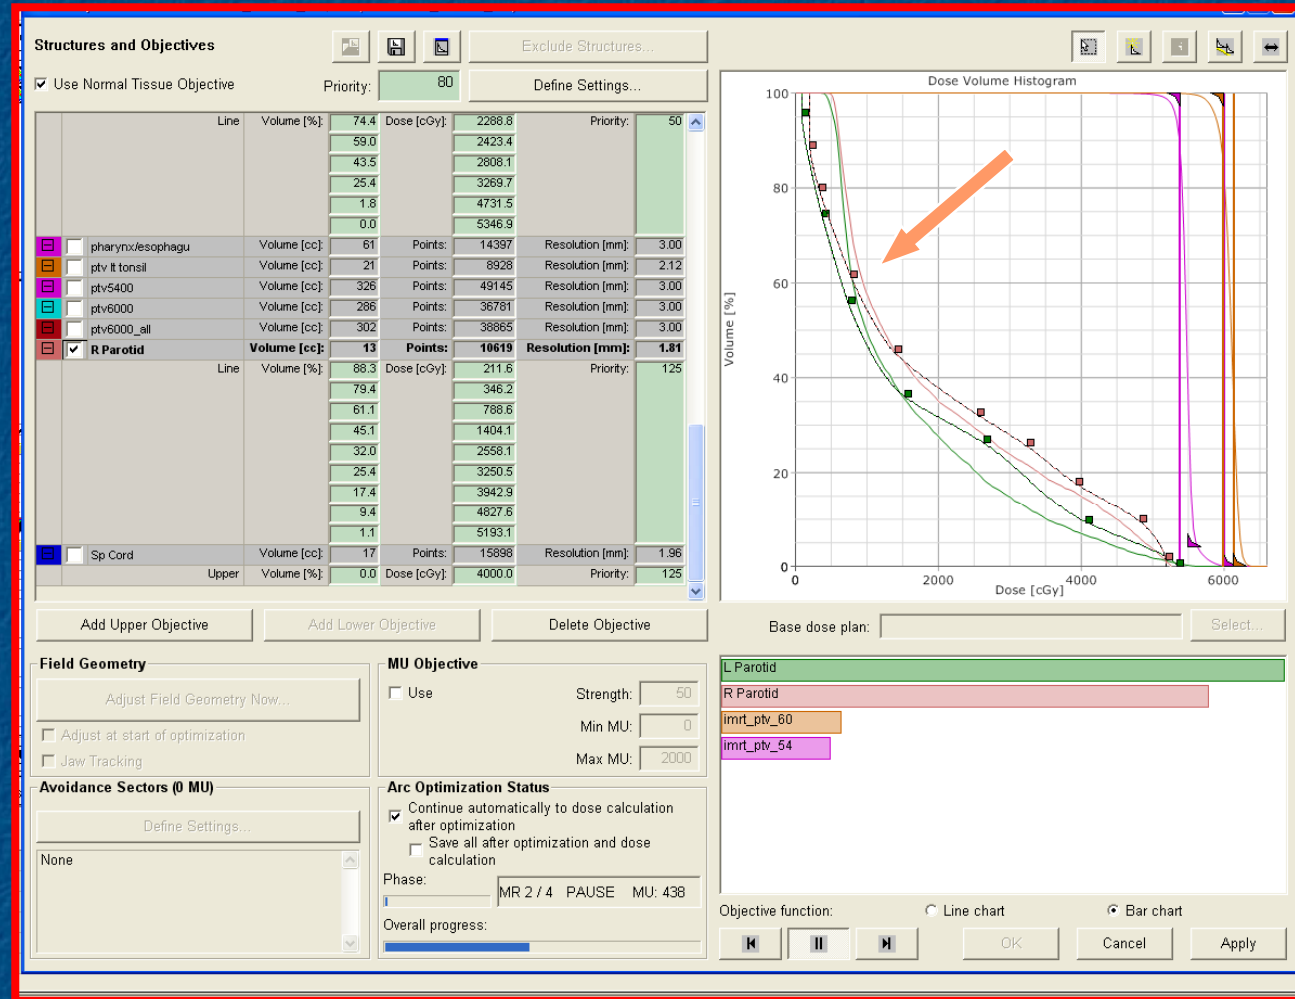 Structures and Objectives
Exclude Structures...
Use Normal Tissue Objective Priority: 80 Define Settings...
Line Volume [%]: 74.4 Dose [cGy]: 2288.8 Priority: 50
59.0 2423.4
43.5 2808.1
25.4 3269.7
1.8 4731.5
0.0 5346.9
pharynx/esophagu Volume [cc]: 61 Points: 14397 Resolution [mm]: 3.00
ptv lt tonsil Volume [cc]: 21 Points: 8928 Resolution [mm]: 2.12
ptv5400 Volume [cc]: 326 Points: 49145 Resolution [mm]: 3.00
ptv6000 Volume [cc]: 286 Points: 36781 Resolution [mm]: 3.00
ptv6000_all Volume [cc]: 302 Points: 38865 Resolution [mm]: 3.00
R Parotid Volume [cc]: 13 Points: 10619 Resolution [mm]: 1.81
Line Volume [%]: 88.3 Dose [cGy]: 211.6 Priority: 125
79.4 346.2
61.1 788.6
45.1 1404.1
32.0 2558.1
25.4 3250.5
17.4 3942.9
9.4 4827.6
1.1 5193.1
Sp Cord Volume [cc]: 17 Points: 15898 Resolution [mm]: 1.96
Upper Volume [%]: 0.0 Dose [cGy]: 4000.0 Priority: 125
Add Upper Objective Add Lower Objective Delete Objective
Dose Volume Histogram
100
80
60
Volume [%]
40
20
0
0 2000 4000 6000
Dose [cGy]
Base dose plan: Select...
Field Geometry
Adjust Field Geometry Now...
Adjust at start of optimization
Jaw Tracking
MU Objective
Use Strength: 50
Min MU: 0
Max MU: 2000
Avoidance Sectors (0 MU)
Define Settings...
None
Arc Optimization Status
Continue automatically to dose calculation
after optimization
Save all after optimization and dose
calculation
Phase:
MR 2 / 4 PAUSE MU: 438
Overall progress:
L Parotid
R Parotid
imrt_ptv_60
imrt_ptv_54
Objective function: Line chart Bar chart
OK Cancel Apply